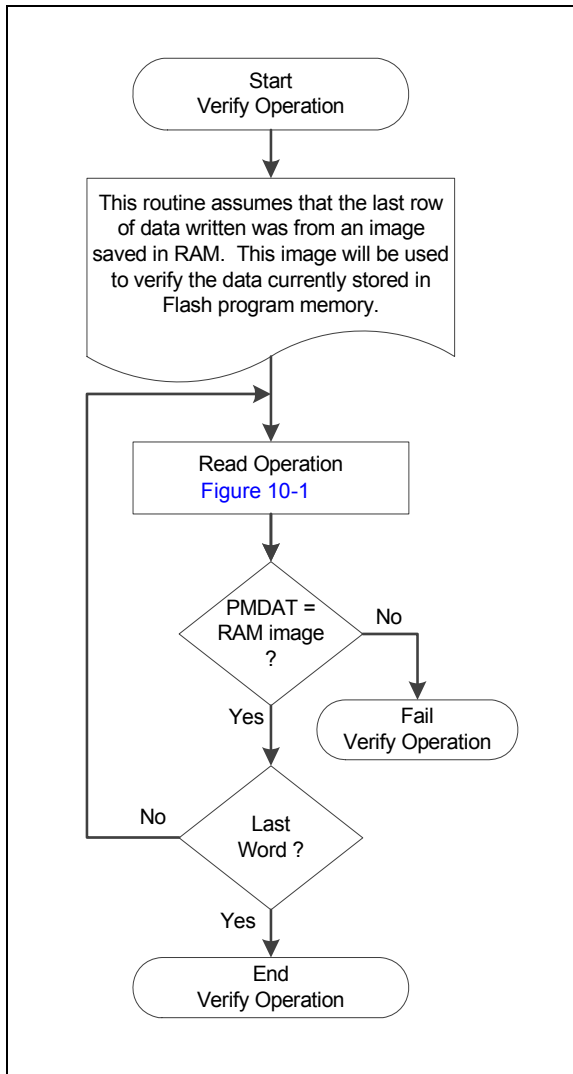 Start
Verify Operation
This routine assumes that the last row
of data written was from an image
saved in RAM. This image will be used
to verify the data currently stored in
Flash program memory.
Read Operation
Figure 10-1
PMDAT =
RAM image
?
No
Yes
Fail
Verify Operation
No
Last
Word ?
Yes
End
Verify Operation